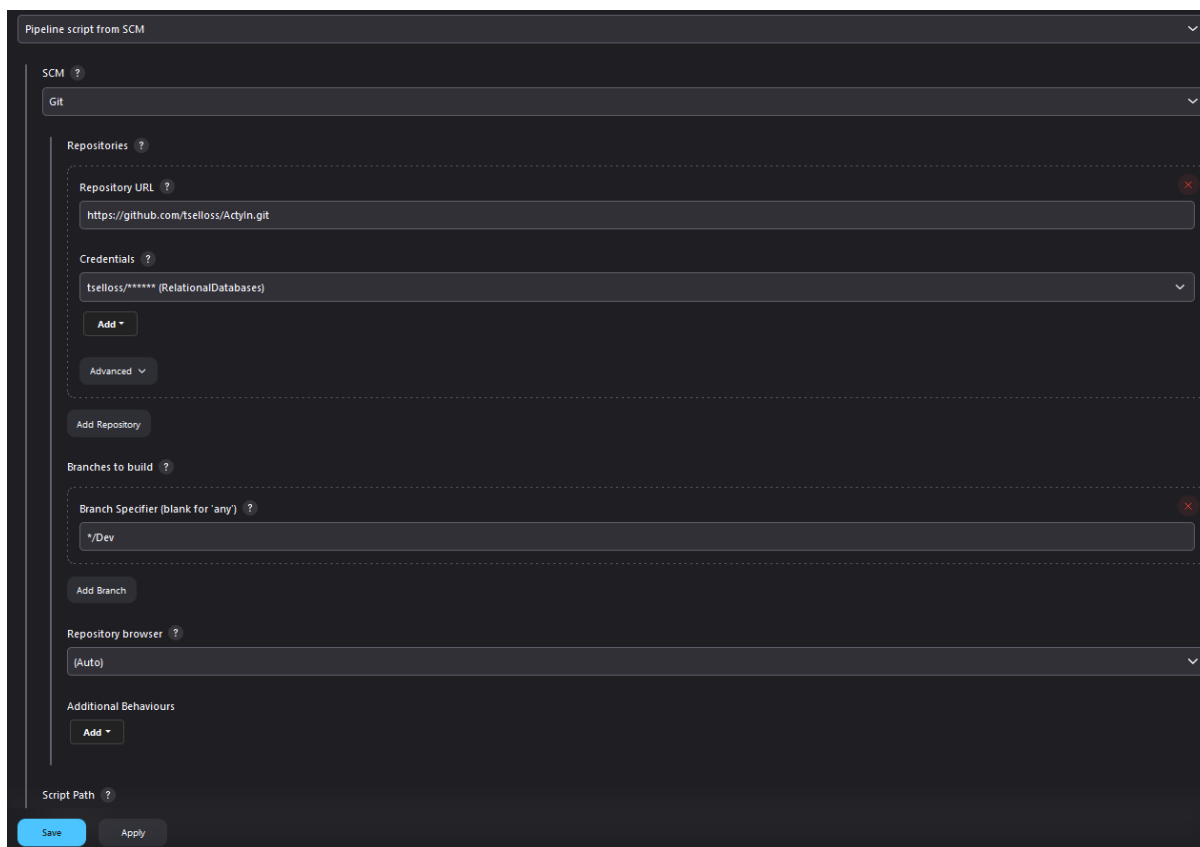 Pipeline script from SCM
SCM ?
Git
Repositories ?
Repository URL ?
https://github.com/tselloss/ActyIn.git
Credentials ?
tselloss/****** (RelationalDatabases)
Add
Advanced
Add Repository
Branches to build ?
Branch Specifier (blank for 'any') ?
*/Dev
Add Branch
Repository browser ?
(Auto)
Additional Behaviours
Add
Script Path ?
Save Apply